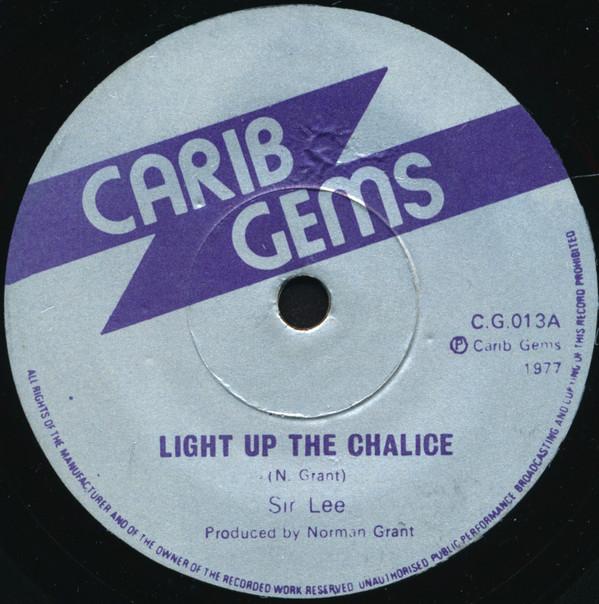 CARIB
GEMS
C.G.013A
Ⓟ Carib Gems
1977
LIGHT UP THE CHALICE
(N. Grant)
Sir Lee
Produced by Norman Grant
ALL RIGHTS OF THE MANUFACTURER AND OF THE OWNER OF THE RECORDED WORK RESERVED UNAUTHORISED PUBLIC PERFORMANCE BROADCASTING AND COPYING OF THIS RECORD PROHIBITED